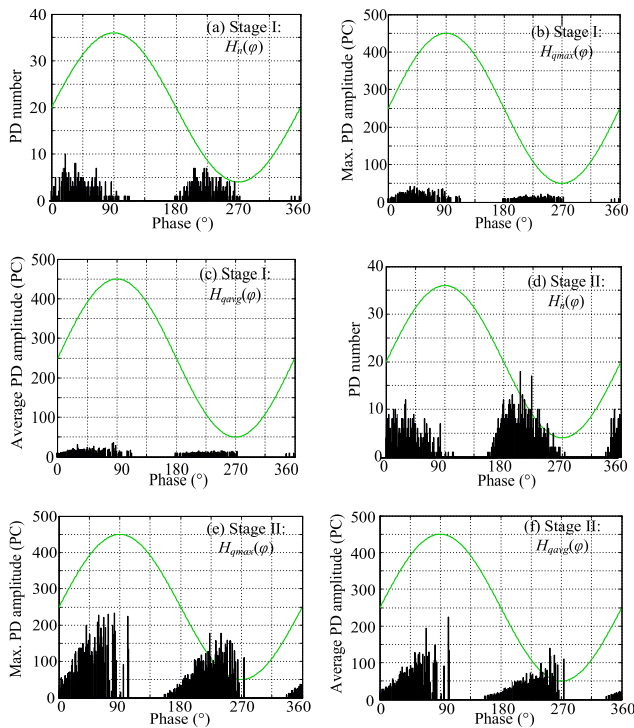 (a) Stage I:
Hn(φ)
PD number
40
30
20
10
0
0 90 180 270 360
Phase (°)
(b) Stage I:
Hqmax(φ)
Max. PD amplitude (PC)
450
400
300
200
100
0
0 90 180 270 360
Phase (°)
(c) Stage I:
Hqavg(φ)
Average PD amplitude (PC)
500
400
300
200
100
0
0 90 180 270 360
Phase (°)
(d) Stage II:
Hn(φ)
PD number
40
30
20
10
0
0 90 180 270 360
Phase (°)
(e) Stage II:
Hqmax(φ)
Max. PD amplitude (PC)
500
400
300
200
100
0
0 90 180 270 360
Phase (°)
(f) Stage II:
Hqavg(φ)
Average PD amplitude (PC)
500
400
300
200
100
0
0 90 180 270 360
Phase (°)